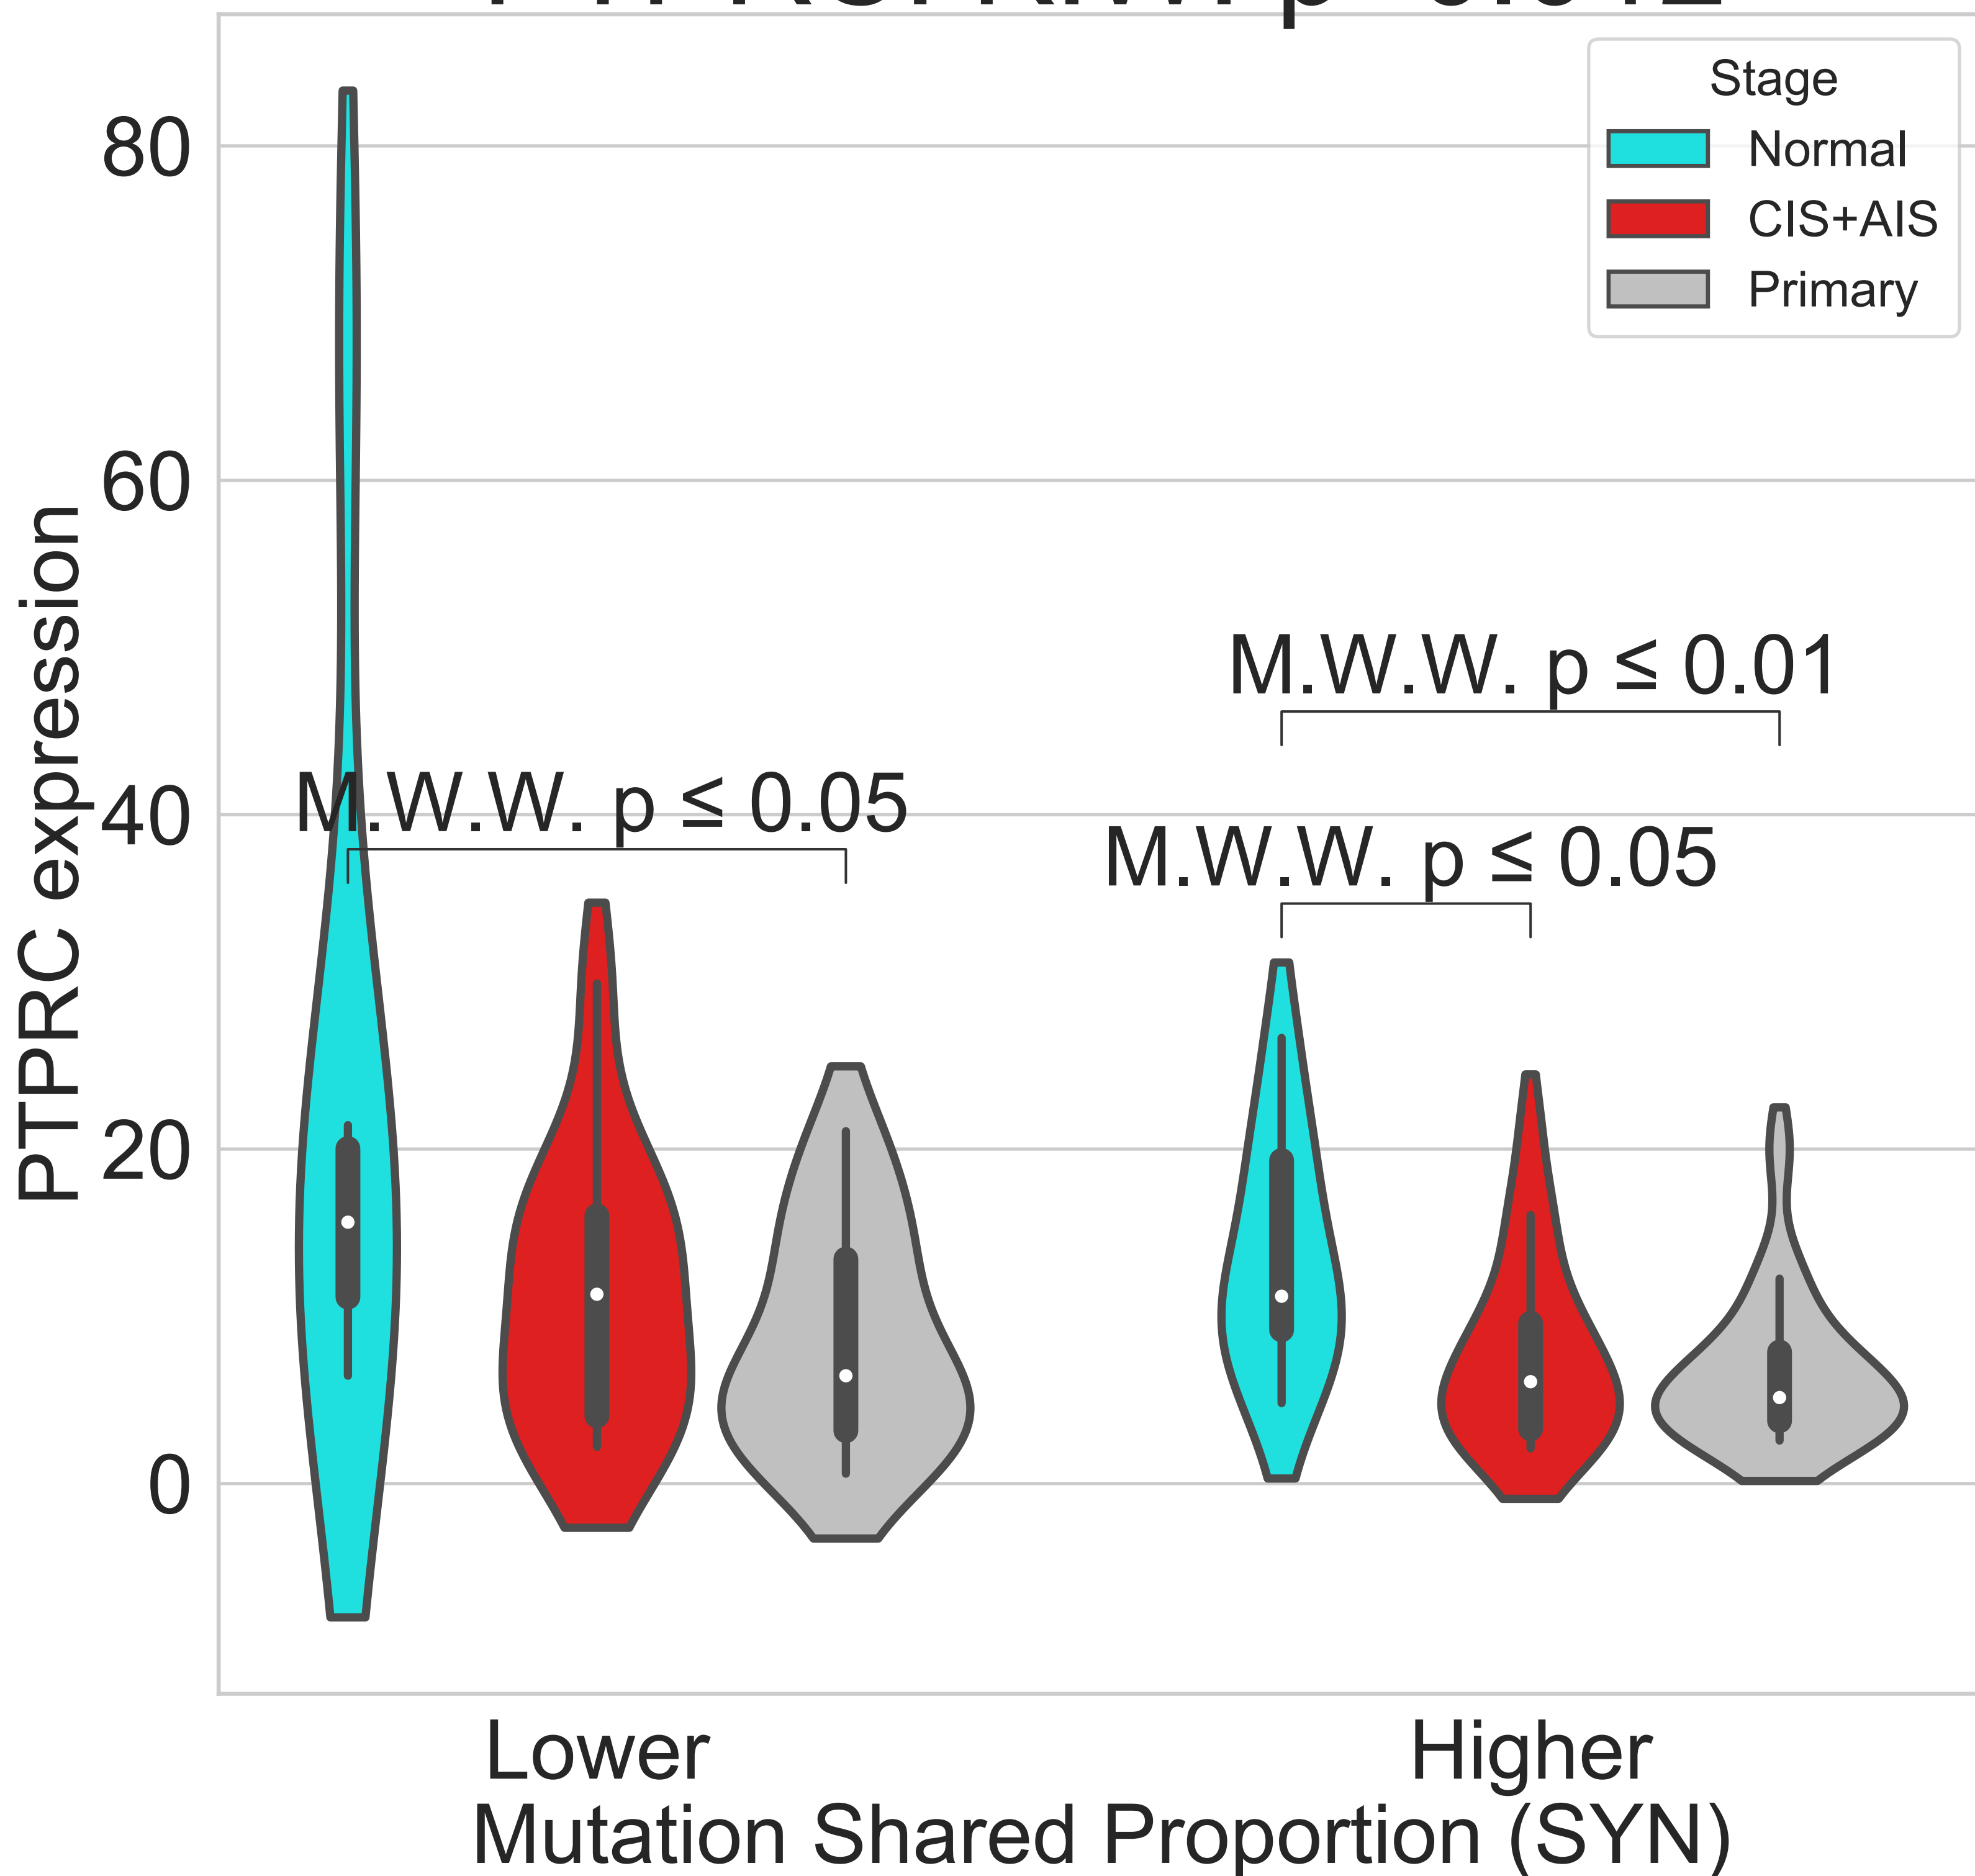 Stage
Normal
CIS+AIS
Primary
80
60
40
20
0
PTPRC expression
M.W.W. p ≤ 0.05
M.W.W. p ≤ 0.01
M.W.W. p ≤ 0.05
Lower
Higher
Mutation Shared Proportion (SYN)